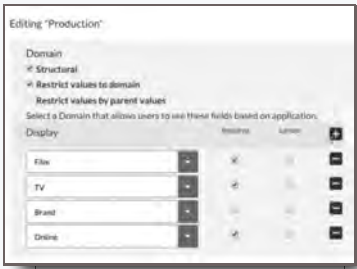 Editing "Production"
Domain
Structural
Restrict values to domain
Restrict values by parent values
Select a Domain that allows users to use these fields based on application.
Display
Film
TV
Brand
Online